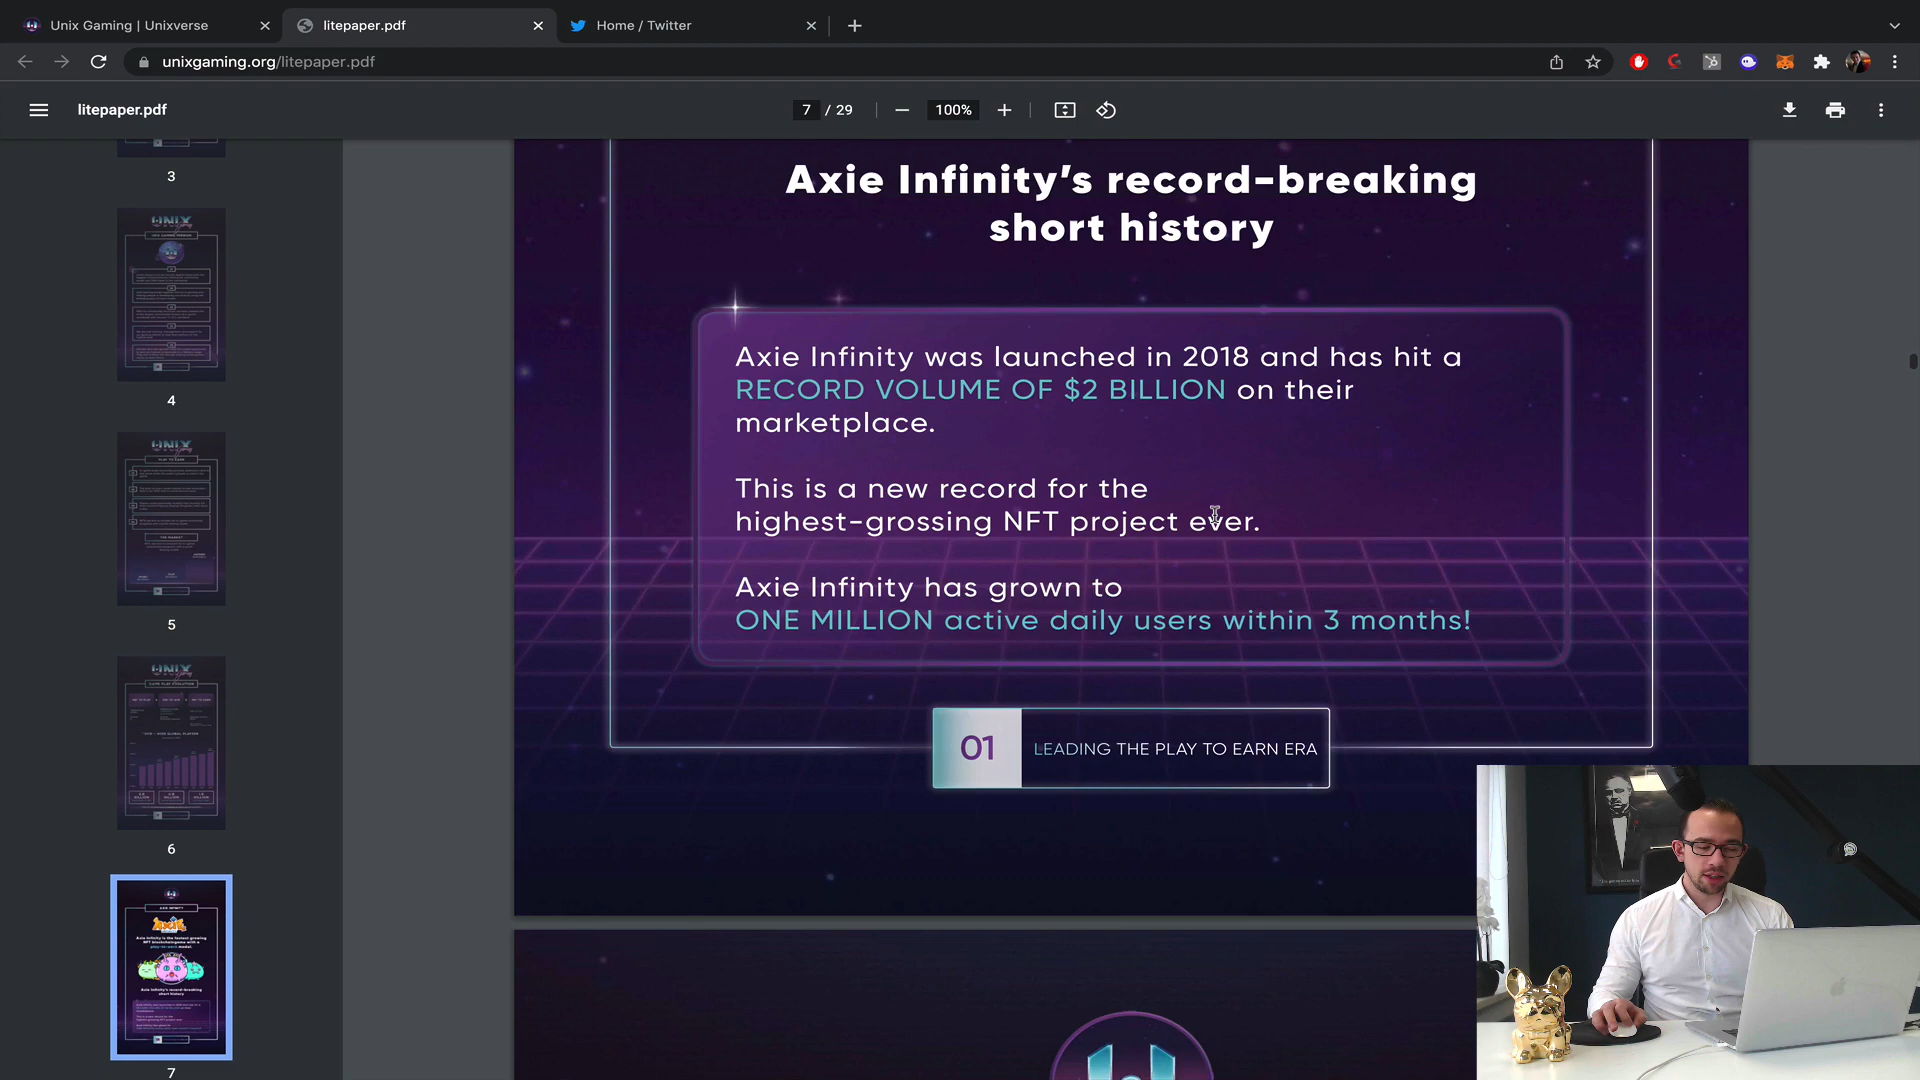 Unix Gaming | Unixverse
litepaper.pdf
Home / Twitter
unixgaming.org/litepaper.pdf
litepaper.pdf
7 / 29
100%
3
4
5
6
7
Axie Infinity's record-breaking
short history
Axie Infinity was launched in 2018 and has hit a
RECORD VOLUME OF $2 BILLION on their
marketplace.
This is a new record for the
highest-grossing NFT project ever.
Axie Infinity has grown to
ONE MILLION active daily users within 3 months!
01
LEADING THE PLAY TO EARN ERA